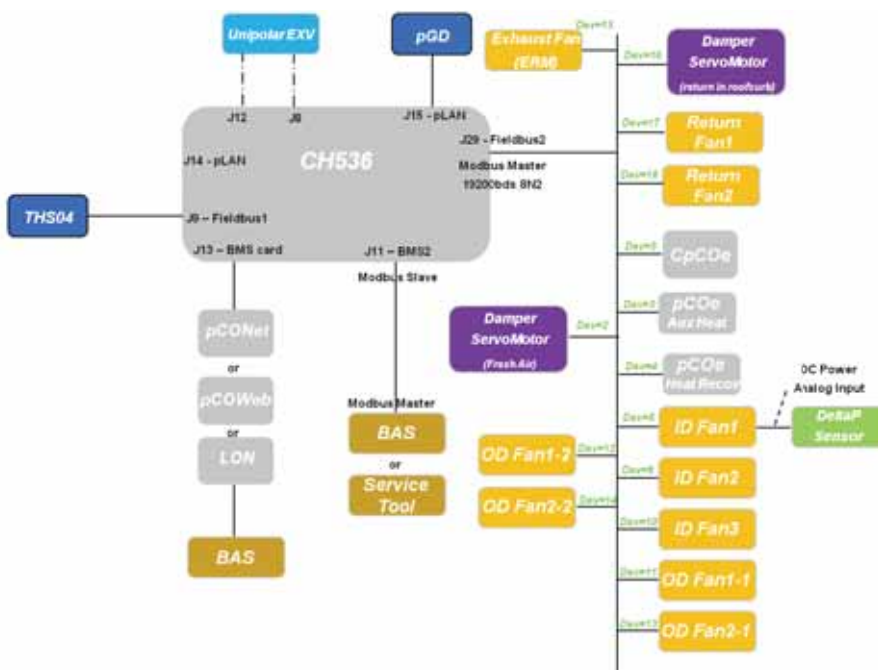 Unipolar EXV
pGD
Exhaust Fan
(ERM)
Damper
ServoMotor
(return in roofcurb)
J12
J15 - pLAN
J29 - Fieldbus2
CH536
J14 - pLAN
Modbus Master
19200bds 8N2
Return
Fan1
Return
Fan2
THS04
J9 – Fieldbus1
J13 – BMS card
J11 – BMS2
Modbus Slave
CpCOe
pCOe
Aux Heat
Damper
ServoMotor
(Fresh Air)
Dev=2
pCONet
or
pCOWeb
or
LON
BAS
Modbus Master
BAS
or
Service
Tool
pCOe
Heat Recov
DC Power
Analog Input
ID Fan1
DeltaP
Sensor
OD Fan1-2
ID Fan2
OD Fan2-2
ID Fan3
Dev=11
OD Fan1-1
OD Fan2-1